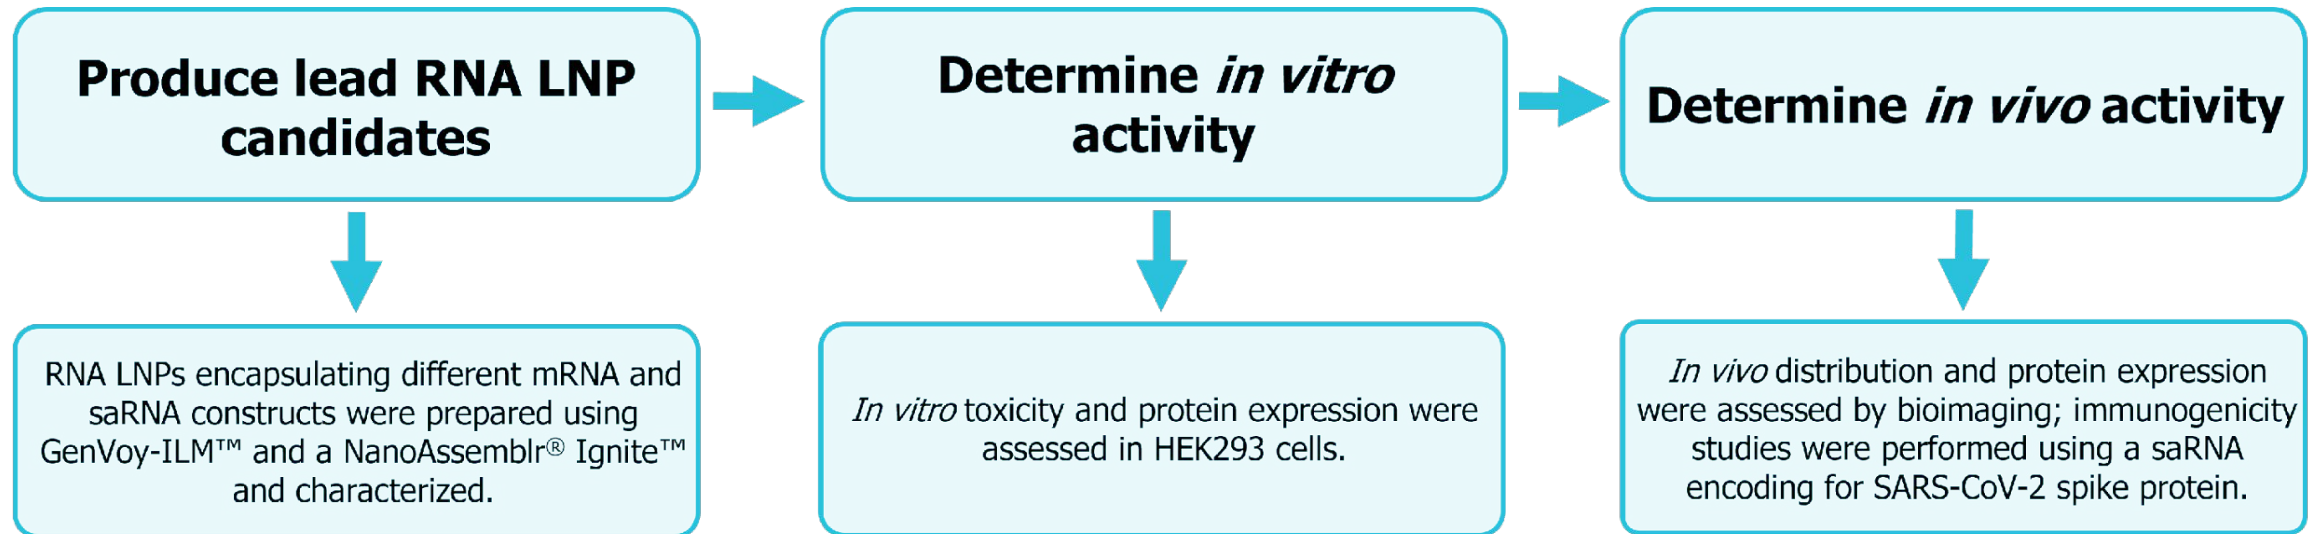 Produce lead RNA LNP
candidates
Determine in vitro
activity
Determine in vivo activity
RNA LNPs encapsulating different mRNA and
saRNA constructs were prepared using
GenVoy-ILM™ and a NanoAssemblr® Ignite™
and characterized.
In vitro toxicity and protein expression were
assessed in HEK293 cells.
In vivo distribution and protein expression
were assessed by bioimaging; immunogenicity
studies were performed using a saRNA
encoding for SARS-CoV-2 spike protein.